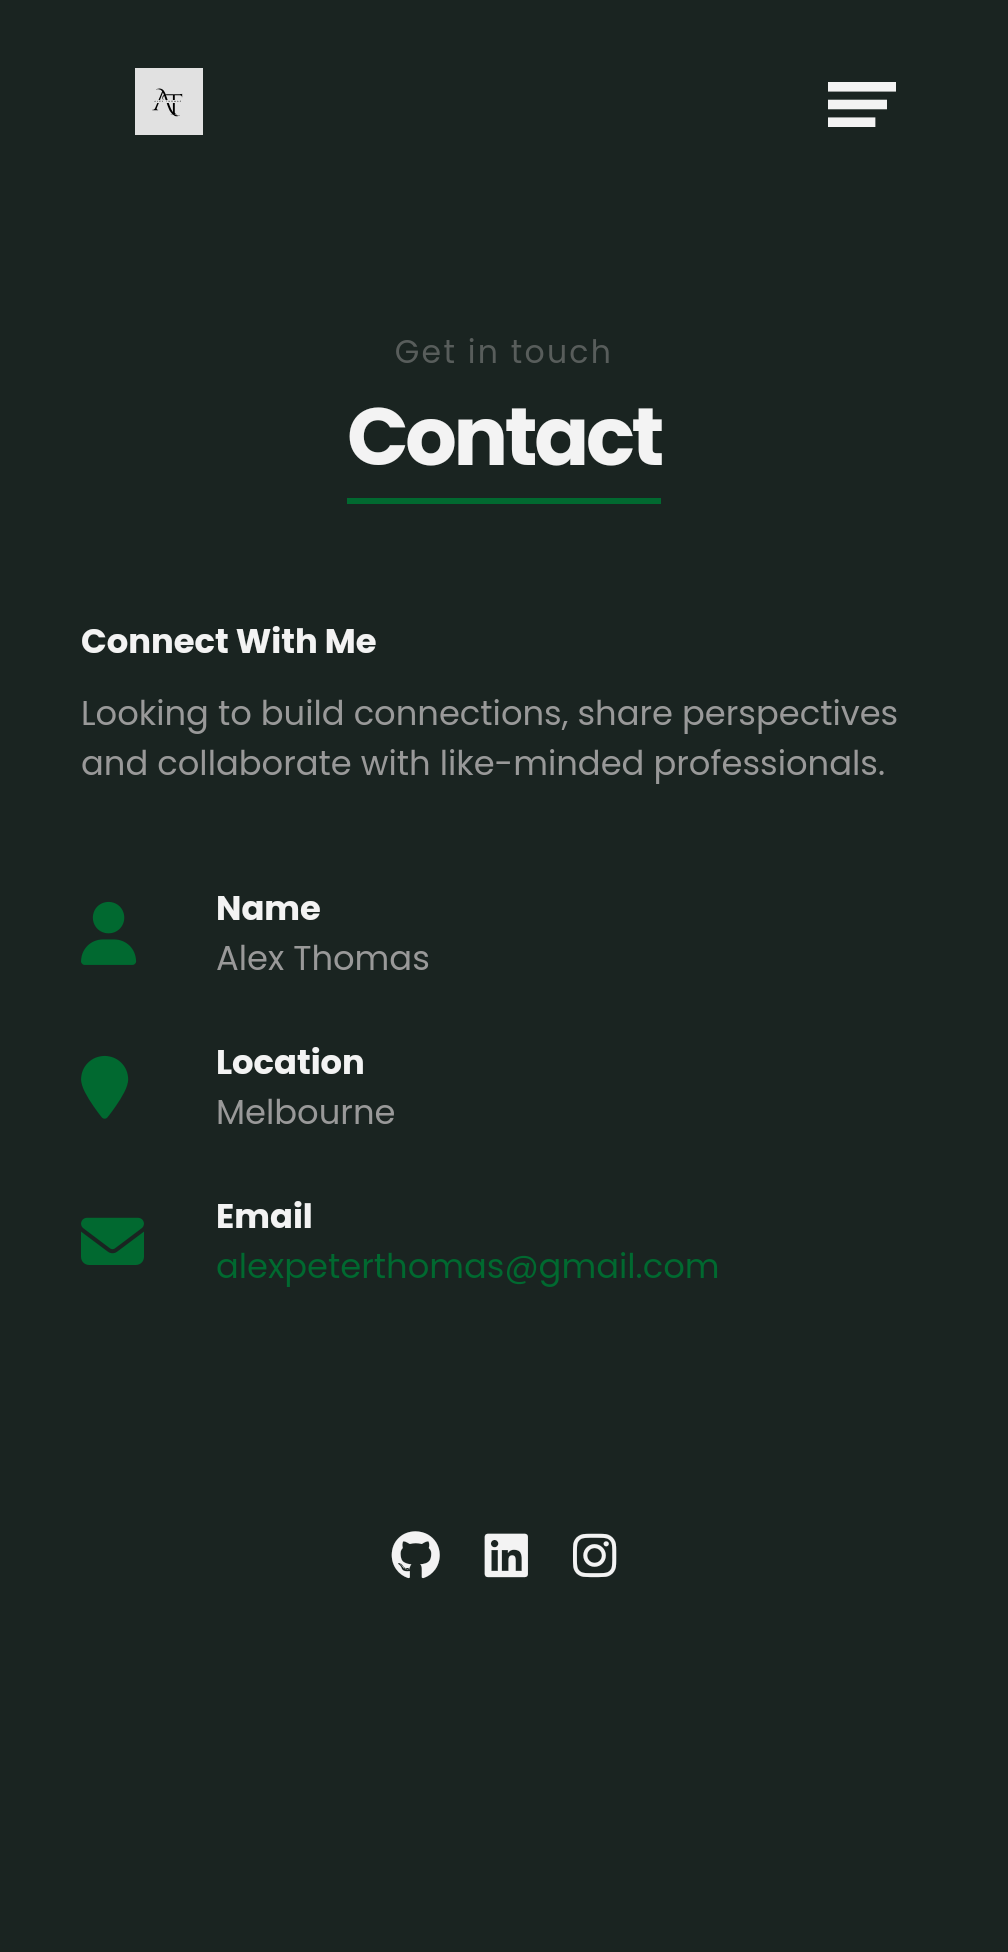 AT
Get in touch
Contact
Connect With Me
Looking to build connections, share perspectives
and collaborate with like-minded professionals.
Name
Alex Thomas
Location
Melbourne
Email
alexpeterthomas@gmail.com
in